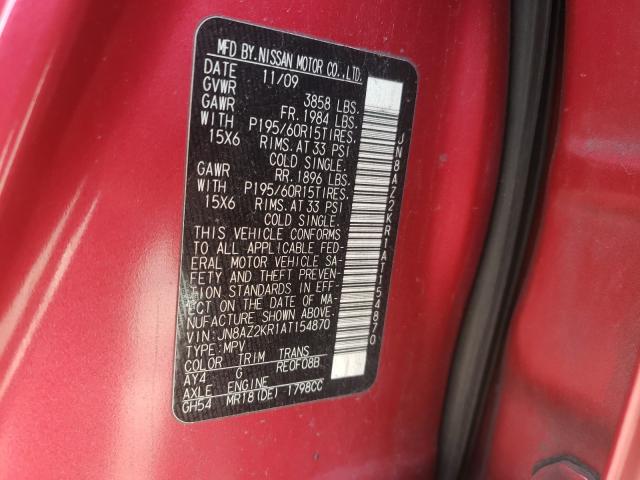 MFD BY. NISSAN MOTOR CO., LTD.
DATE 11/09
GVWR 3858 LBS.
GAWR FR. 1984 LBS.
WITH P195/60R15TIRES.
15X6 RIMS. AT 33 PSI
COLD SINGLE.
GAWR RR. 1896 LBS.
WITH P195/60R15TIRES.
15X6 RIMS. AT 33 PSI
COLD SINGLE.
THIS VEHICLE CONFORMS
TO ALL APPLICABLE FED-
ERAL MOTOR VEHICLE SA-
FETY AND THEFT PREVEN-
TION STANDARDS IN EFF-
ECT ON THE DATE OF MA-
NUFACTURE SHOWN ABOVE.
VIN: JN8AZ2KR1AT154870
TYPE: MPV
COLOR TRIM TRANS
AY4 G RE0F08B
AXLE ENGINE
GH54 MR18(DE) 1798CC
JN8AZ2KR1AT154870